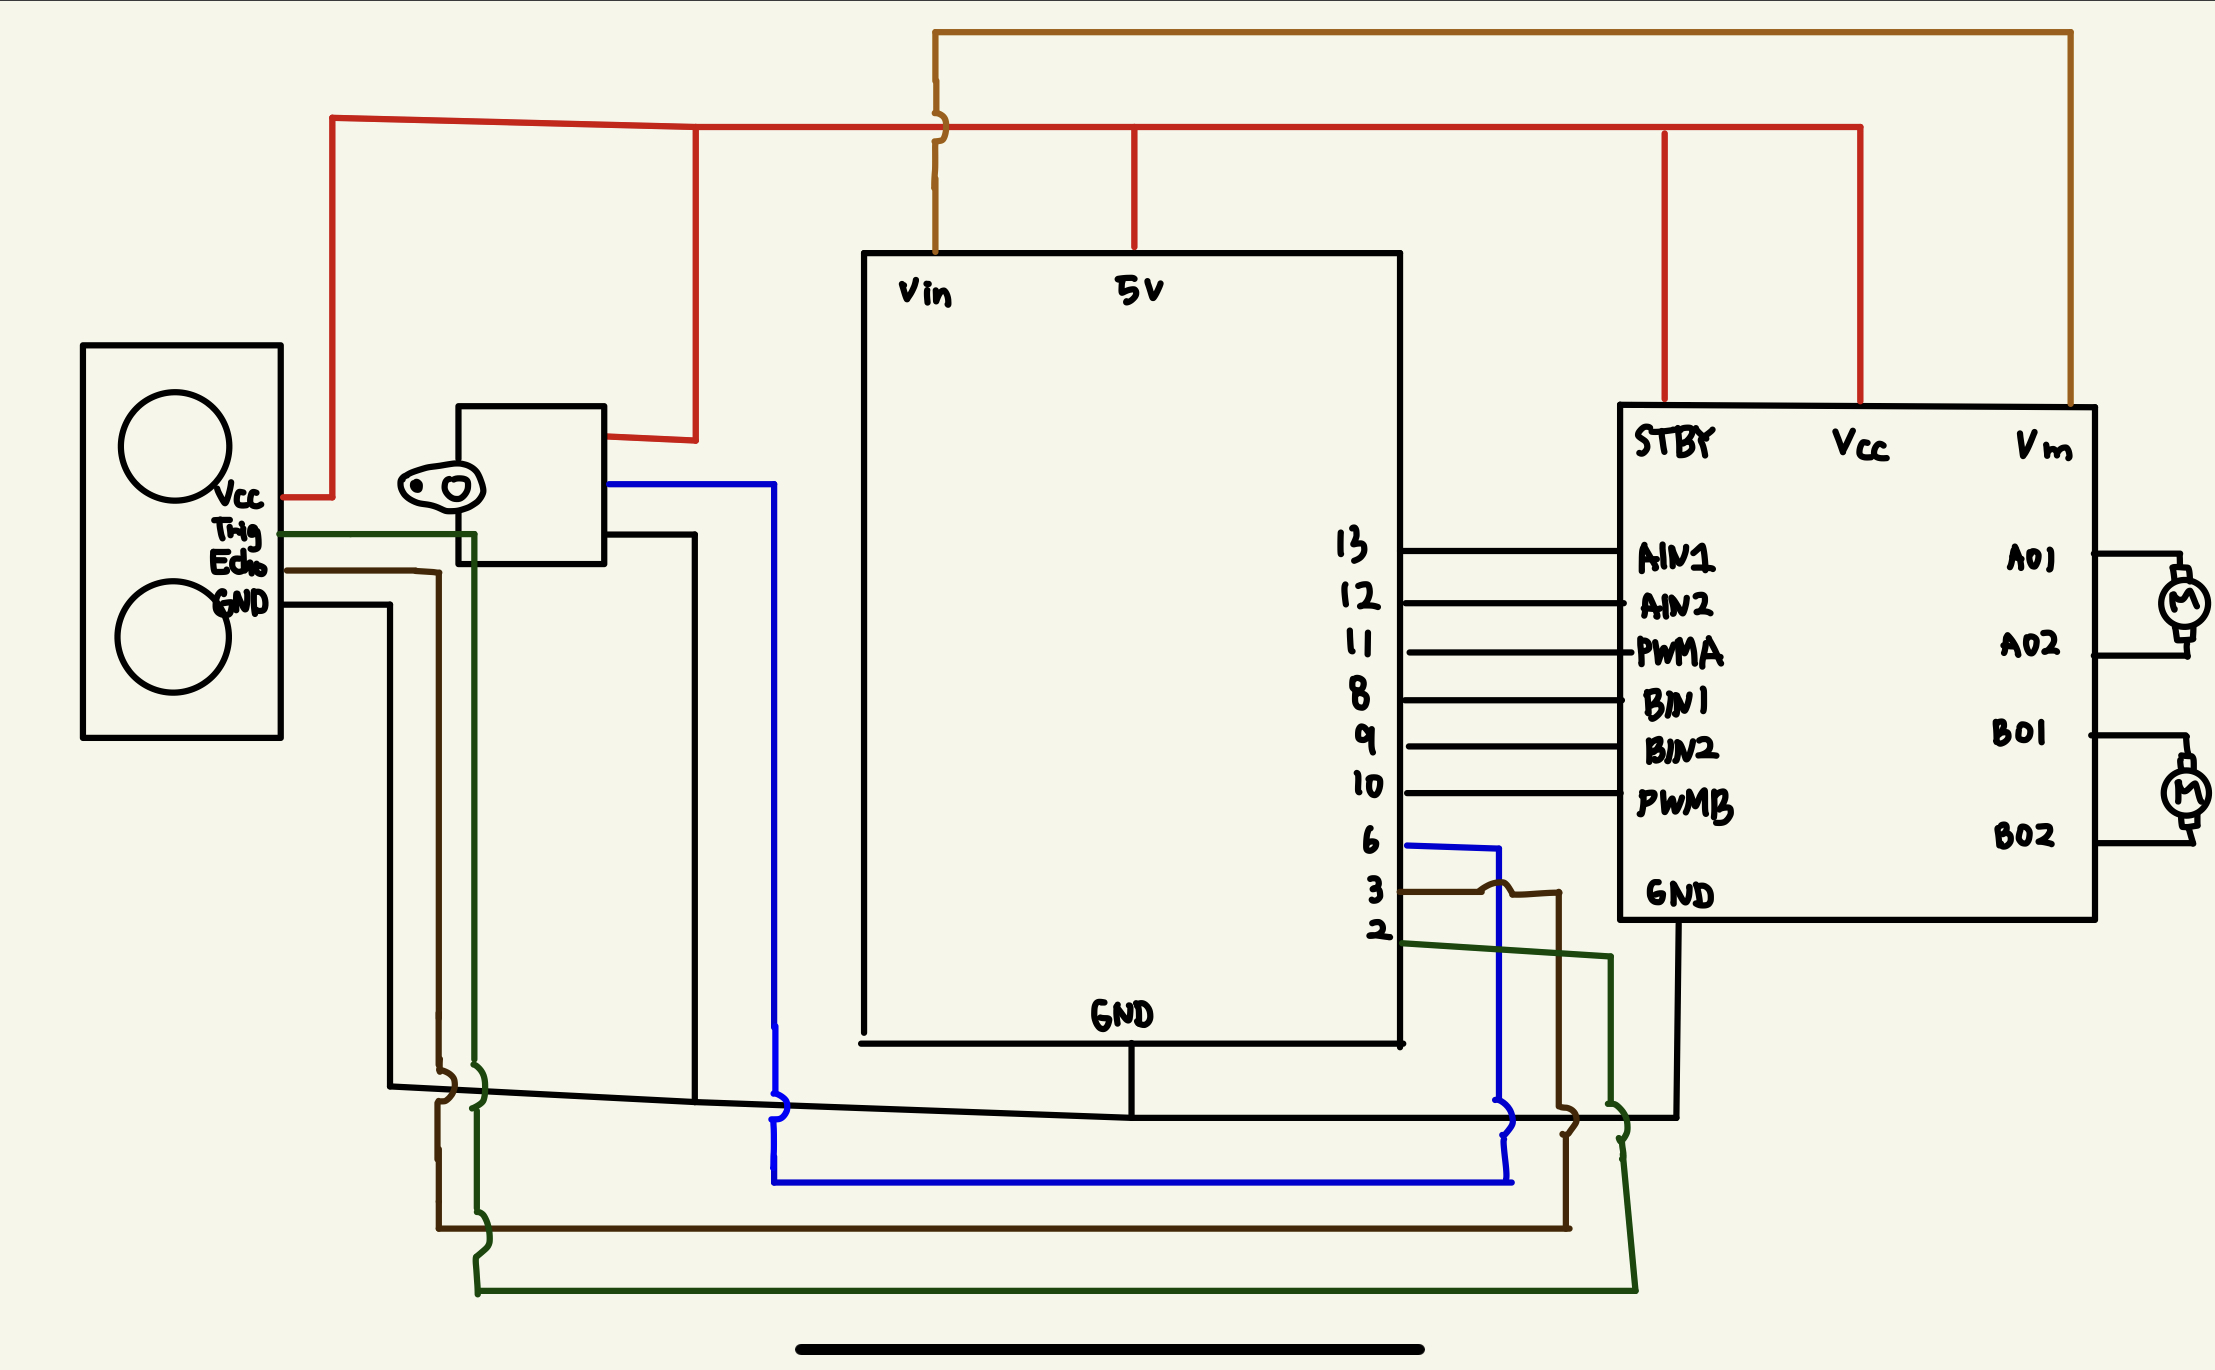 Vin
5V
Vcc
Trig
Echo
GND
13
12
11
8
9
10
6
3
2
GND
STBY
Vcc
Vm
AIN1
AIN2
PWMA
BIN1
BIN2
PWMB
GND
A01
A02
B01
B02
M
M